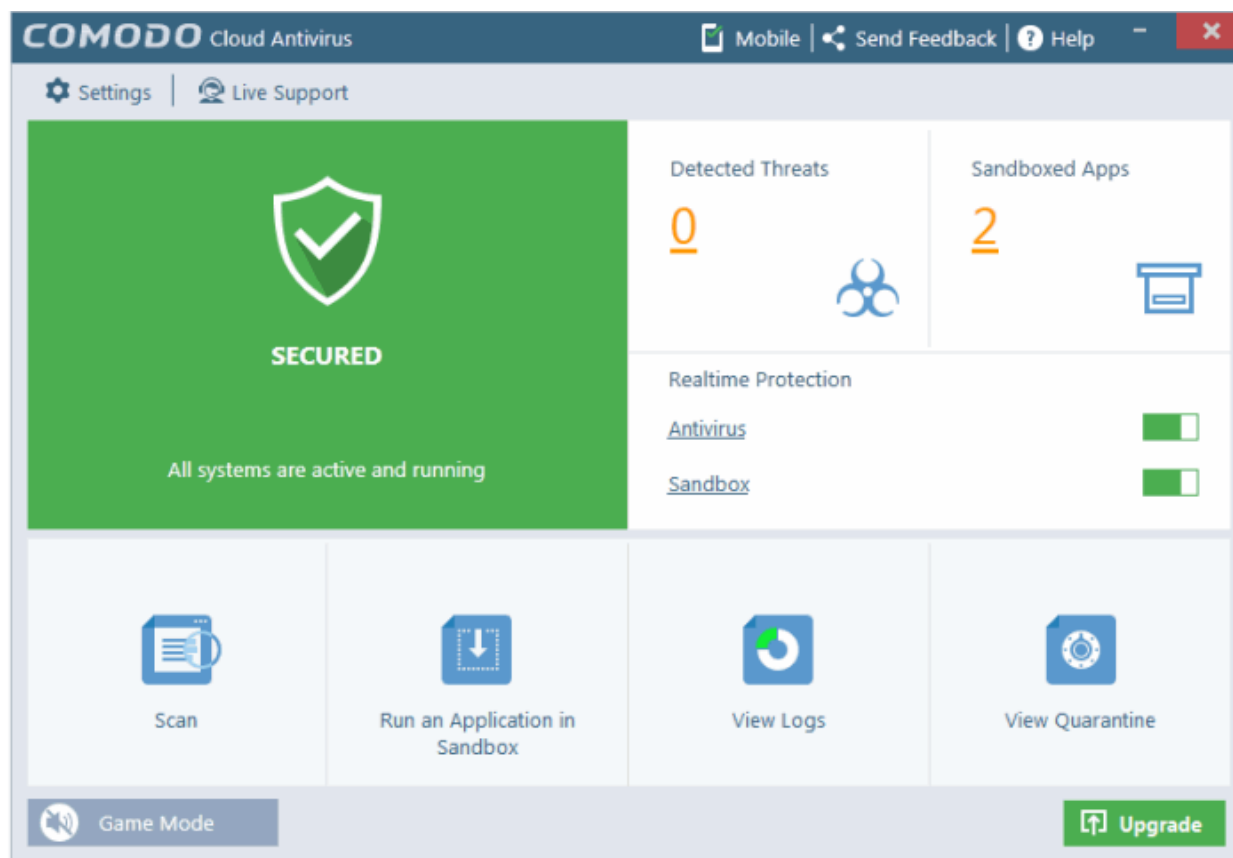 COMODO Cloud Antivirus
Mobile
Send Feedback
? Help
Settings
Live Support
SECURED
All systems are active and running
Detected Threats
0
Sandboxed Apps
2
Realtime Protection
Antivirus
Sandbox
Scan
Run an Application in
Sandbox
View Logs
View Quarantine
Game Mode
Upgrade